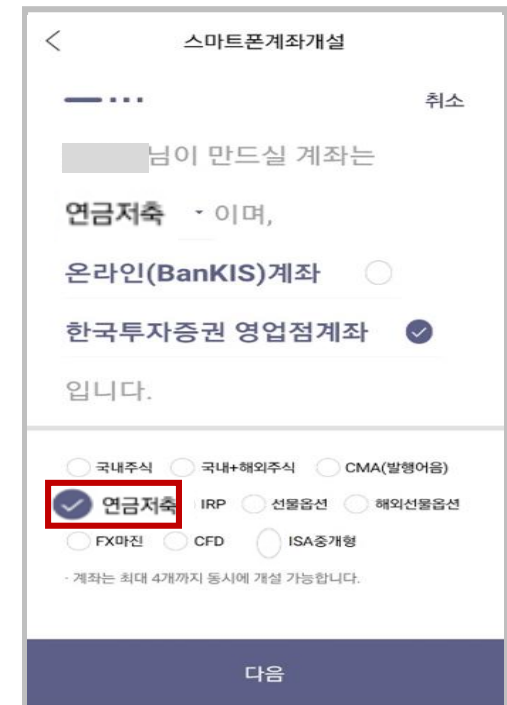 스마트폰계좌개설
취소
님이 만드실 계좌는
연금저축 이며,
온라인(BanKIS)계좌
한국투자증권 영업점계좌
입니다.
국내주식 국내+해외주식 CMA(발행어음)
연금저축 IRP 선물옵션 해외선물옵션
FX마진 CFD ISA중개형
· 계좌는 최대 4개까지 동시에 개설 가능합니다.
다음